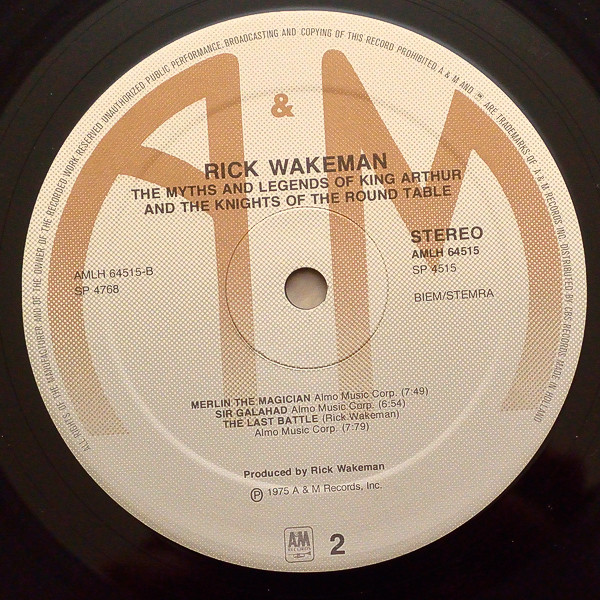 ALL RIGHTS OF THE MANUFACTURER AND OF THE OWNER OF THE RECORDED WORK RESERVED UNAUTHORIZED PUBLIC PERFORMANCE, BROADCASTING AND COPYING OF THIS RECORD PROHIBITED A & M AND ARE TRADEMARKS OF A & M RECORDS INC. DISTRIBUTED BY CBS RECORDS MADE IN HOLLAND
A & M
RICK WAKEMAN
THE MYTHS AND LEGENDS OF KING ARTHUR
AND THE KNIGHTS OF THE ROUND TABLE
STEREO
AMLH 64515
SP 4515
AMLH 64515-B
SP 4768
BIEM/STEMRA
MERLIN THE MAGICIAN Almo Music Corp. (7:49)
SIR GALAHAD Almo Music Corp. (6:54)
THE LAST BATTLE (Rick Wakeman)
Almo Music Corp. (7:79)
Produced by Rick Wakeman
Ⓟ 1975 A & M Records, Inc.
AM
RECORDS
2